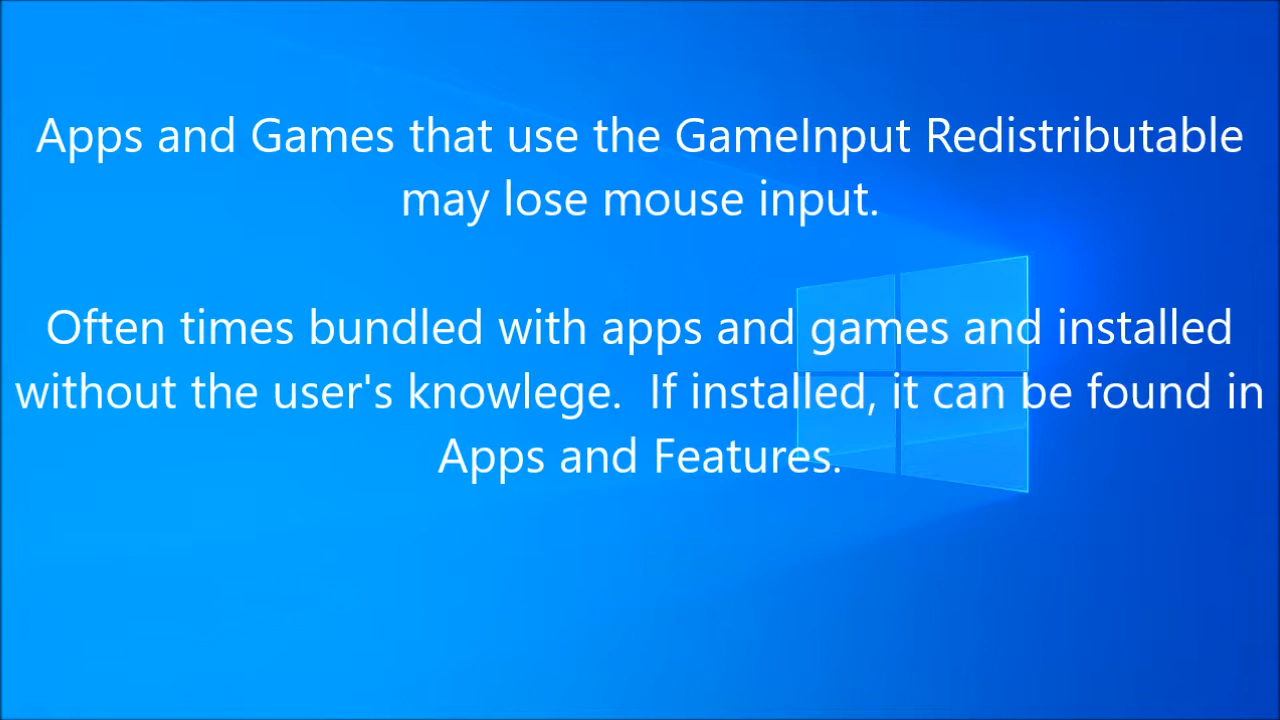 Apps and Games that use the GameInput Redistributable
may lose mouse input.
Often times bundled with apps and games and installed
without the user's knowlege.  If installed, it can be found in
Apps and Features.